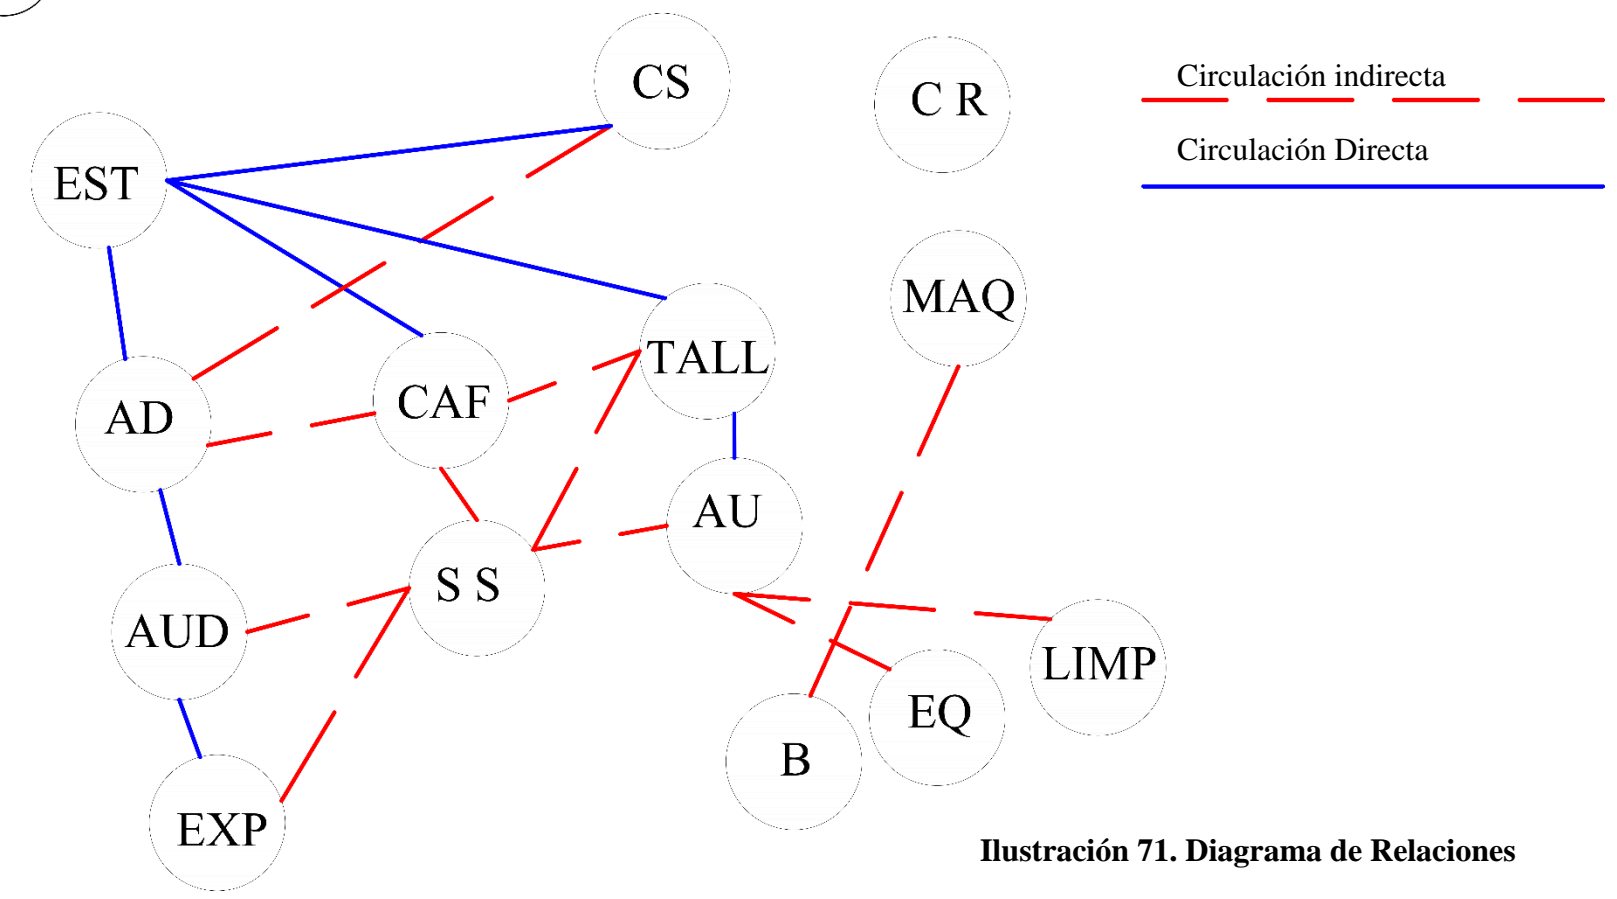 CS
C R
Circulación indirecta
Circulación Directa
EST
MAQ
TALL
AD
CAF
AU
S S
AUD
LIMP
EQ
B
EXP
Ilustración 71. Diagrama de Relaciones